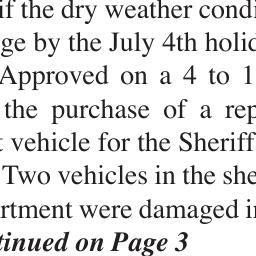 if the dry weather condi
ge by the July 4th holid
Approved on a 4 to 1
the purchase of a rep
t vehicle for the Sheriff
Two vehicles in the she
rtment were damaged in
tinued on Page 3